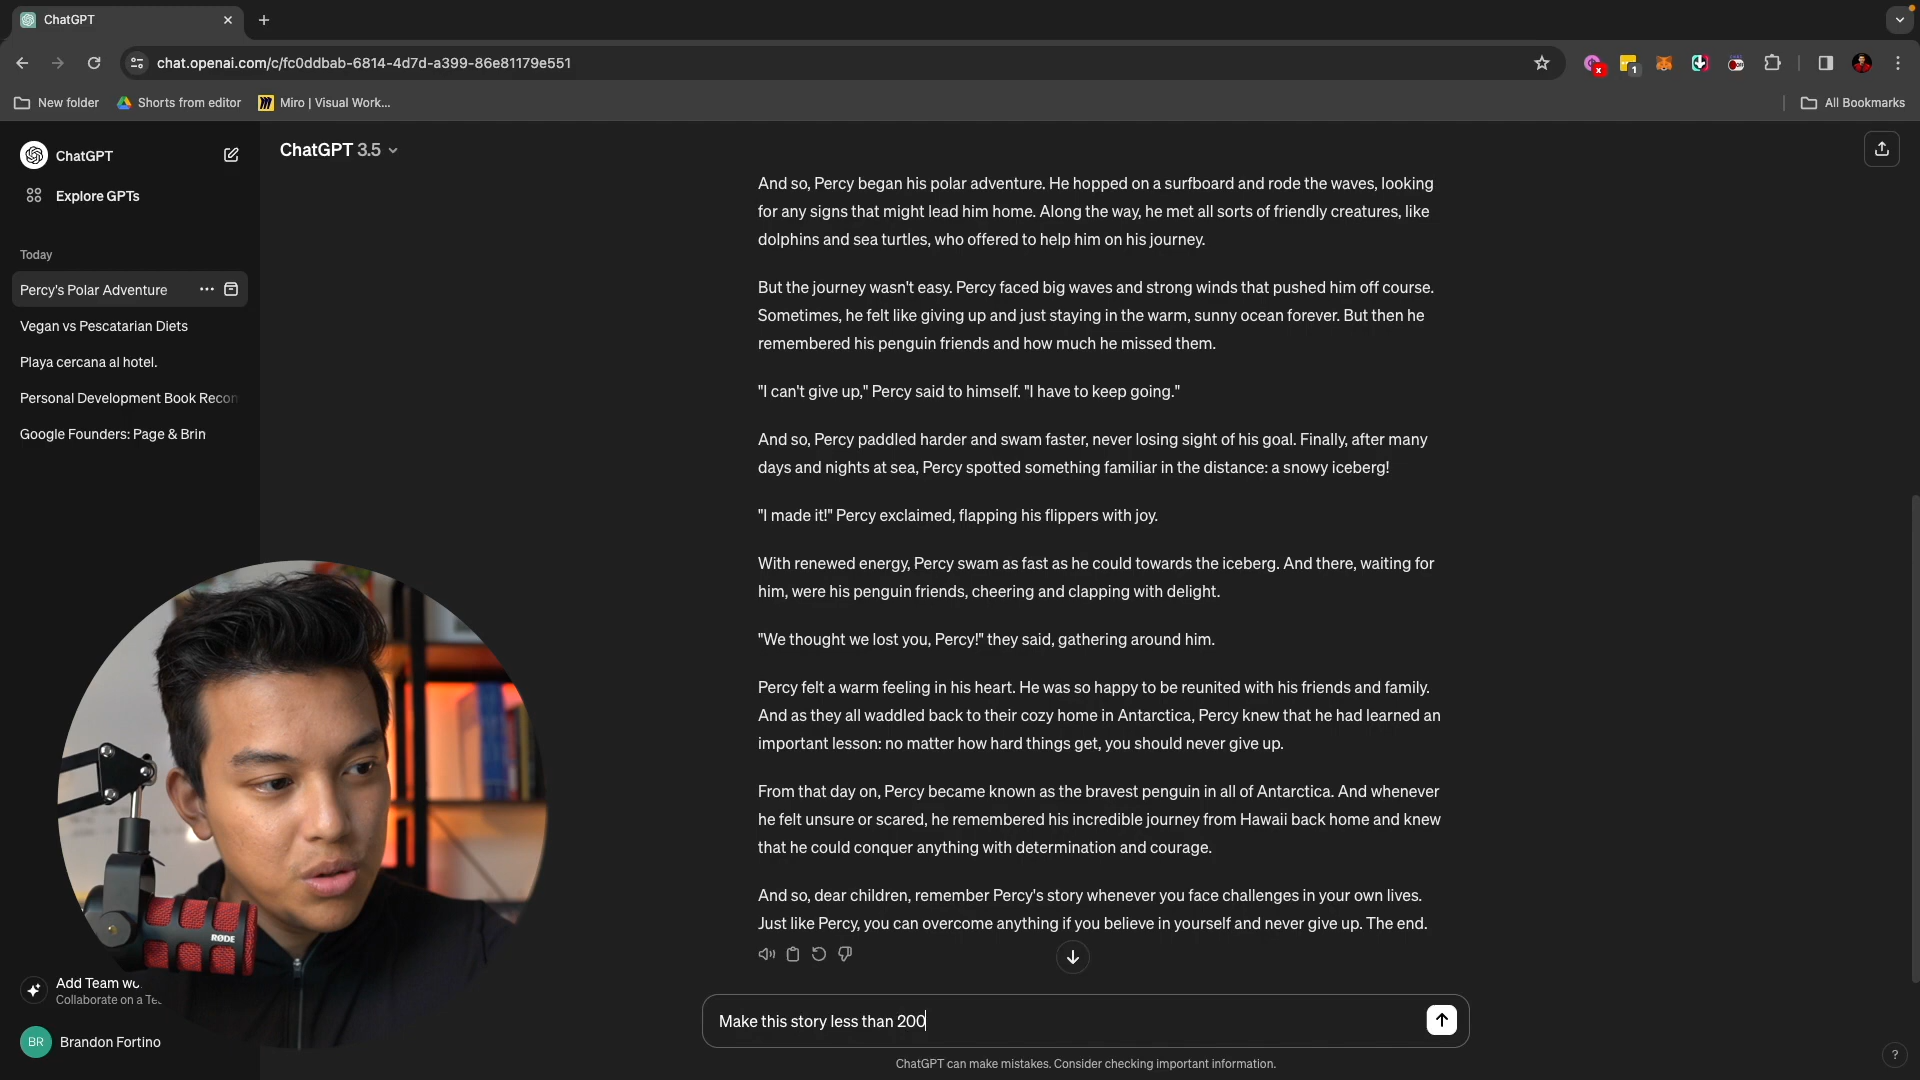 ChatGPT
chat.openai.com/c/fc0ddbab-6814-4d7d-a399-86e81179e551
1
New folder
Shorts from editor
Miro | Visual Work...
All Bookmarks
ChatGPT
Explore GPTs
Today
Percy's Polar Adventure
Vegan vs Pescatarian Diets
Playa cercana al hotel.
Personal Development Book Recon
Google Founders: Page & Brin
ChatGPT 3.5
And so, Percy began his polar adventure. He hopped on a surfboard and rode the waves, looking
for any signs that might lead him home. Along the way, he met all sorts of friendly creatures, like
dolphins and sea turtles, who offered to help him on his journey.
But the journey wasn't easy. Percy faced big waves and strong winds that pushed him off course.
Sometimes, he felt like giving up and just staying in the warm, sunny ocean forever. But then he
remembered his penguin friends and how much he missed them.
"I can't give up," Percy said to himself. "I have to keep going."
And so, Percy paddled harder and swam faster, never losing sight of his goal. Finally, after many
days and nights at sea, Percy spotted something familiar in the distance: a snowy iceberg!
"I made it!" Percy exclaimed, flapping his flippers with joy.
With renewed energy, Percy swam as fast as he could towards the iceberg. And there, waiting for
him, were his penguin friends, cheering and clapping with delight.
"We thought we lost you, Percy!" they said, gathering around him.
Percy felt a warm feeling in his heart. He was so happy to be reunited with his friends and family.
And as they all waddled back to their cozy home in Antarctica, Percy knew that he had learned an
important lesson: no matter how hard things get, you should never give up.
From that day on, Percy became known as the bravest penguin in all of Antarctica. And whenever
he felt unsure or scared, he remembered his incredible journey from Hawaii back home and knew
that he could conquer anything with determination and courage.
And so, dear children, remember Percy's story whenever you face challenges in your own lives.
Just like Percy, you can overcome anything if you believe in yourself and never give up. The end.
RØDE
Add Team wo
Collaborate on a Te
BR Brandon Fortino
Make this story less than 200
ChatGPT can make mistakes. Consider checking important information.
?